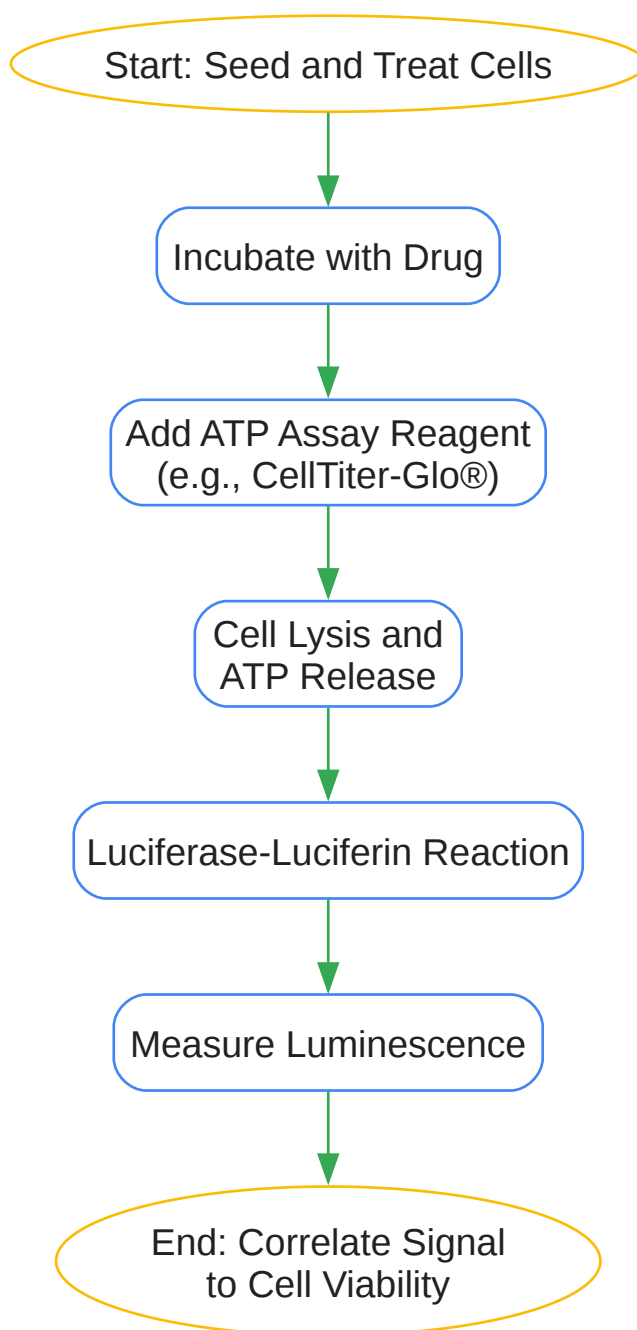 Start: Seed and Treat Cells
Incubate with Drug
Add ATP Assay Reagent
(e.g., CellTiter-Glo®)
Cell Lysis and
ATP Release
Luciferase-Luciferin Reaction
Measure Luminescence
End: Correlate Signal
to Cell Viability